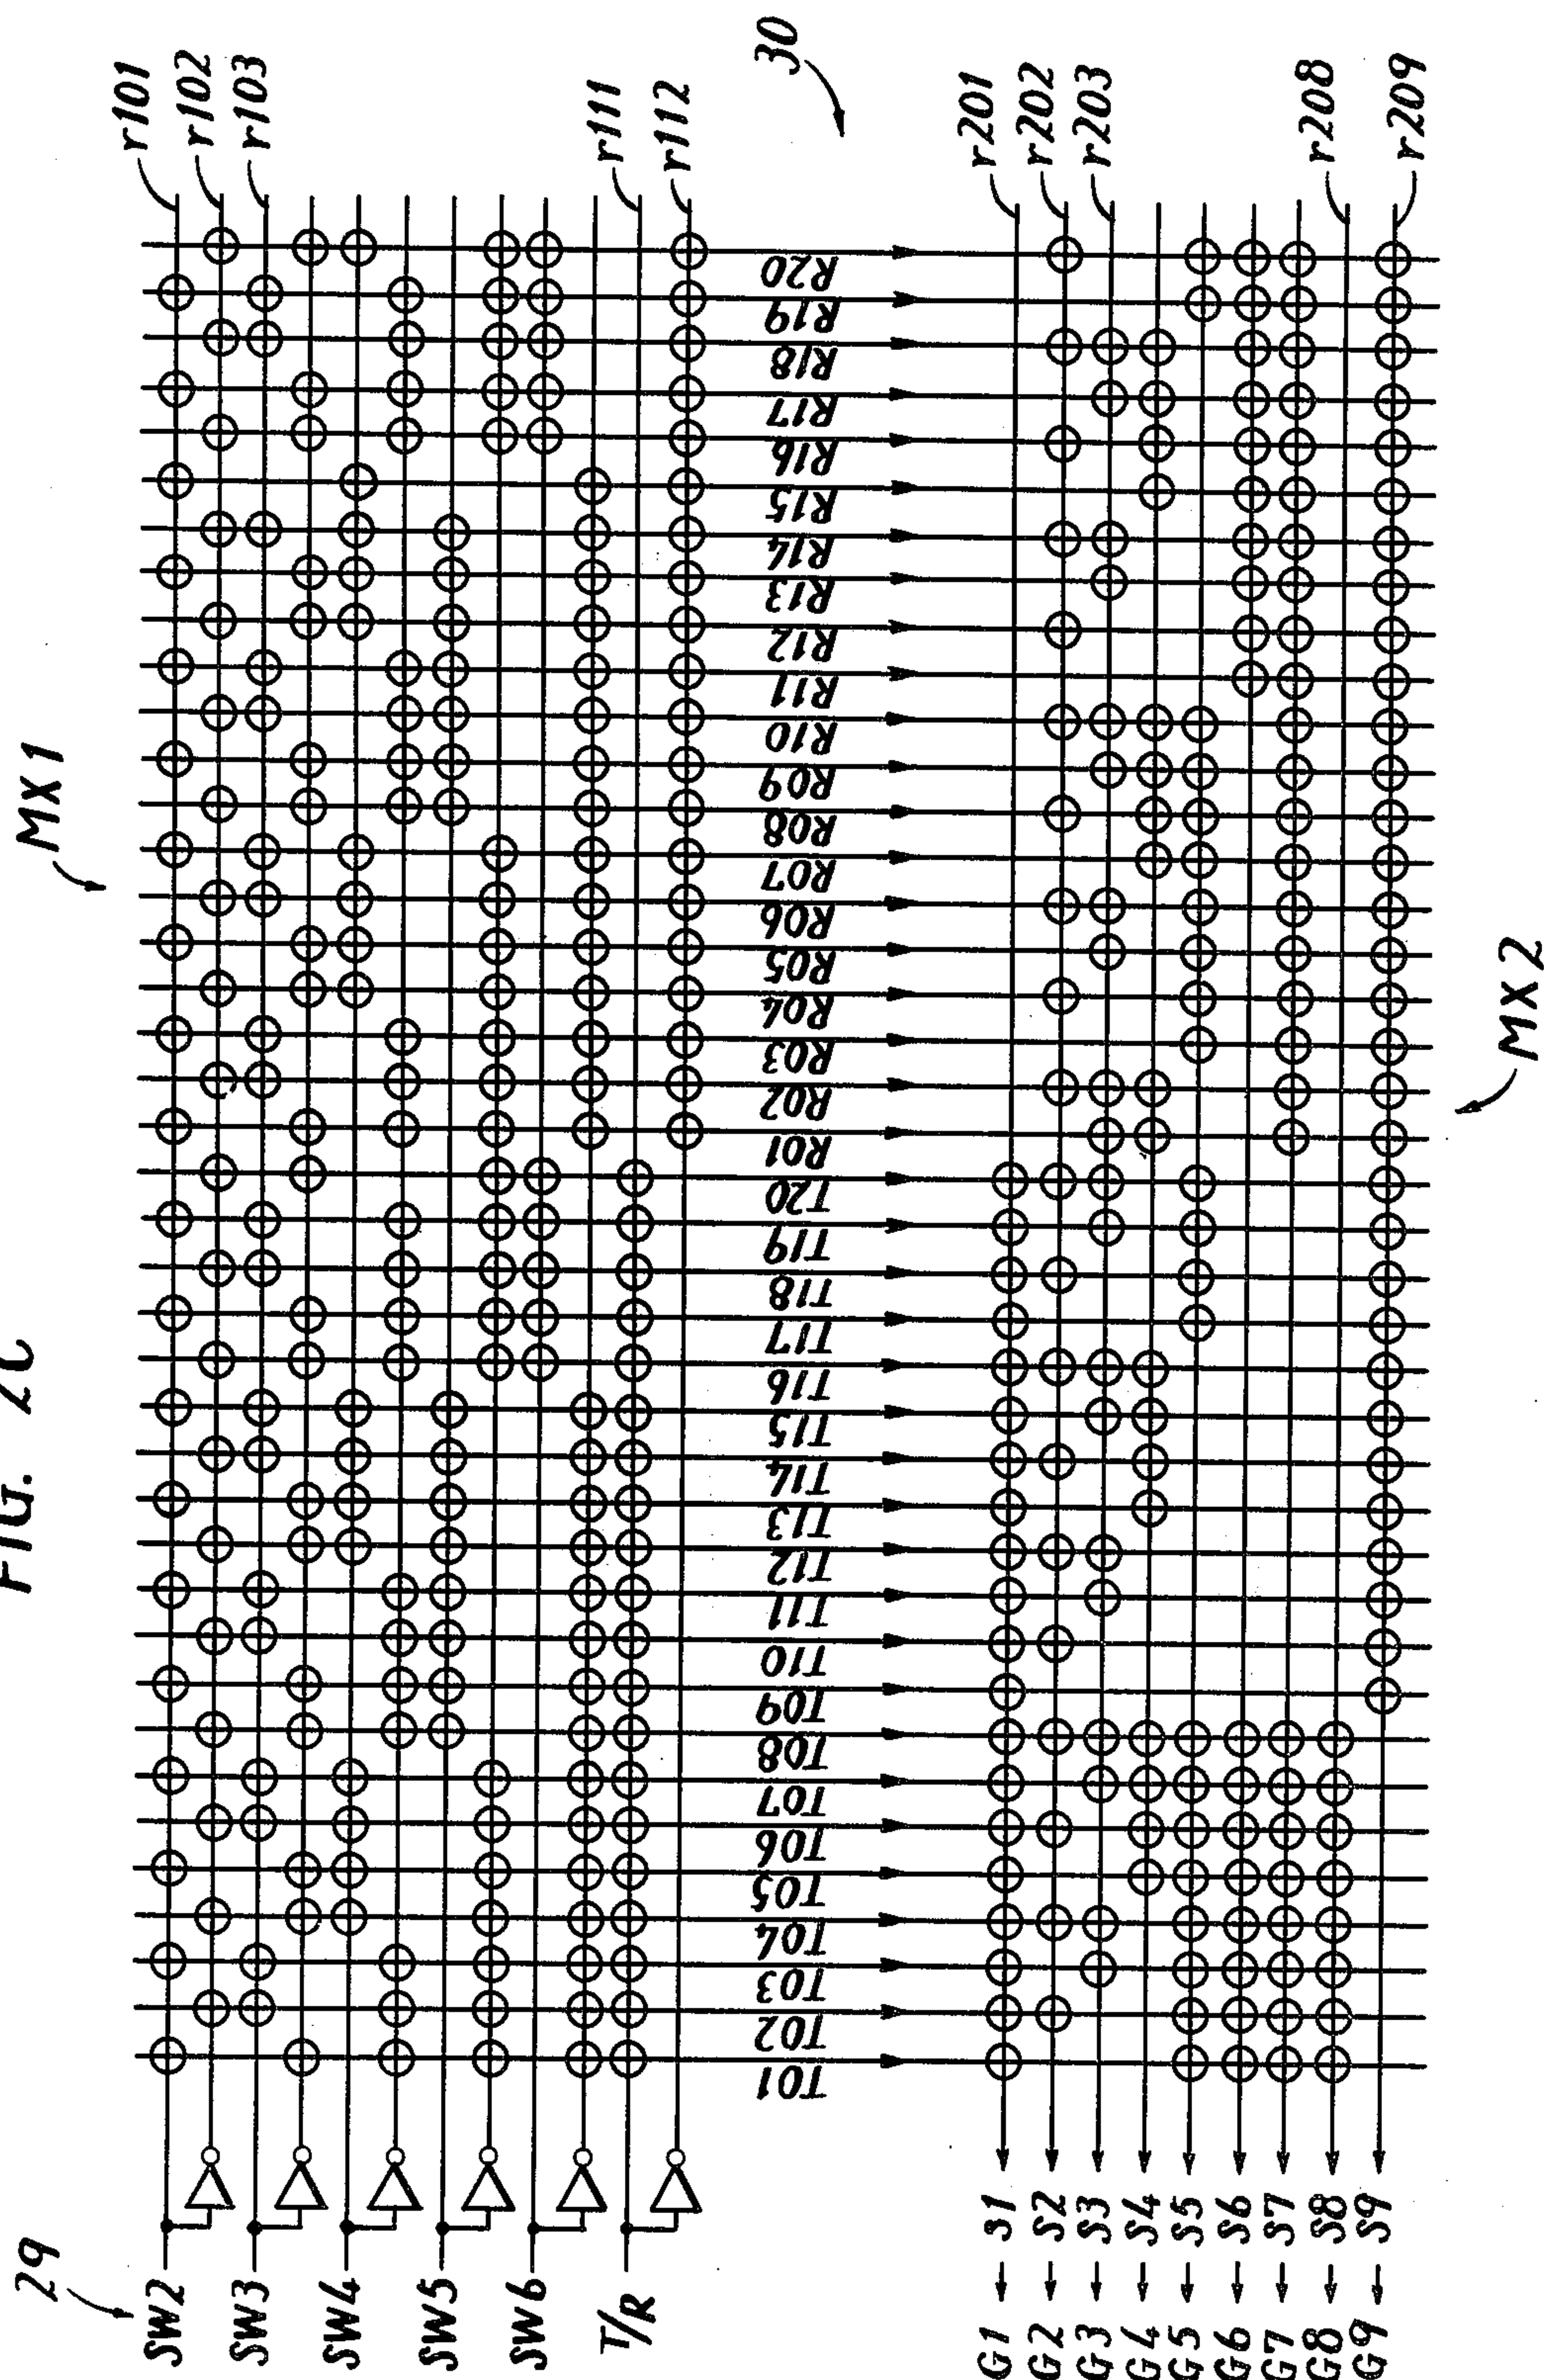 FIG. 2C
MX1
30
29
r101
r102
r103
r111
r112
r201
r202
r203
r208
r209
R20
R19
R18
R17
R16
R15
R14
R13
R12
R11
R10
R09
R08
R07
R06
R05
R04
R03
R02
R01
T20
T19
T18
T17
T16
T15
T14
T13
T12
T11
T10
T09
T08
T07
T06
T05
T04
T03
T02
T01
MX2
SW2
SW3
SW4
SW5
SW6
T/R
G1 S1
G2 S2
G3 S3
G4 S4
G5 S5
G6 S6
G7 S7
G8 S8
G9 S9